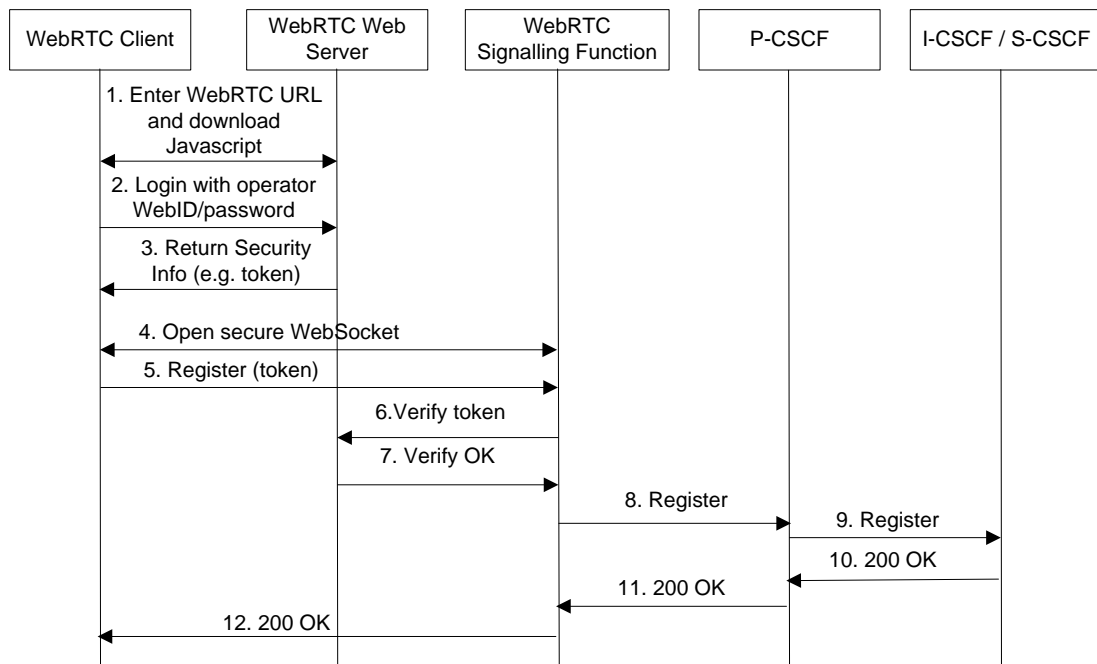 WebRTC Client
WebRTC Web
Server
WebRTC
Signalling Function
P-CSCF
I-CSCF / S-CSCF
1. Enter WebRTC URL
and download
Javascript
2. Login with operator
WebID/password
3. Return Security
Info (e.g. token)
4. Open secure WebSocket
5. Register (token)
6.Verify token
7. Verify OK
8. Register
9. Register
10. 200 OK
11. 200 OK
12. 200 OK